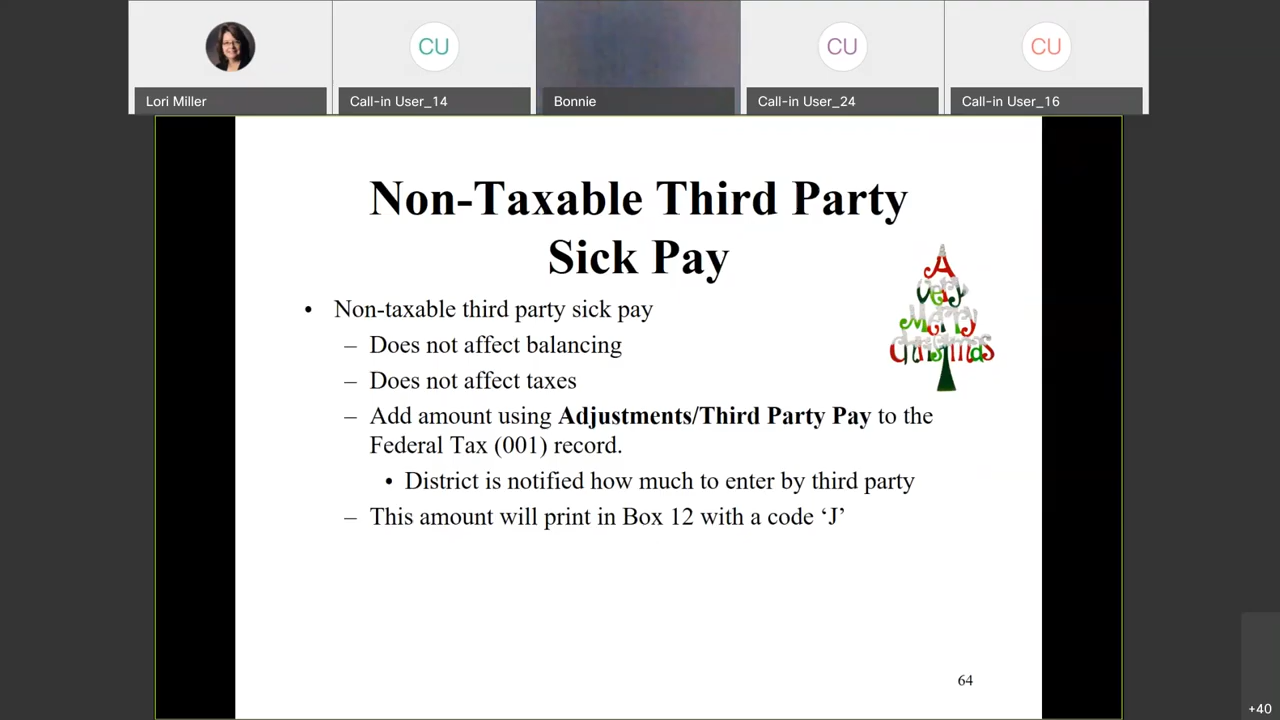 CU
CU
CU
Lori Miller
Call-in User_14
Bonnie
Call-in User_24
Call-in User_16
Non-Taxable Third Party
Sick Pay
A
Very
Merry
Christmas
• Non-taxable third party sick pay
– Does not affect balancing
– Does not affect taxes
– Add amount using Adjustments/Third Party Pay to the
Federal Tax (001) record.
• District is notified how much to enter by third party
– This amount will print in Box 12 with a code ‘J’
64
+40